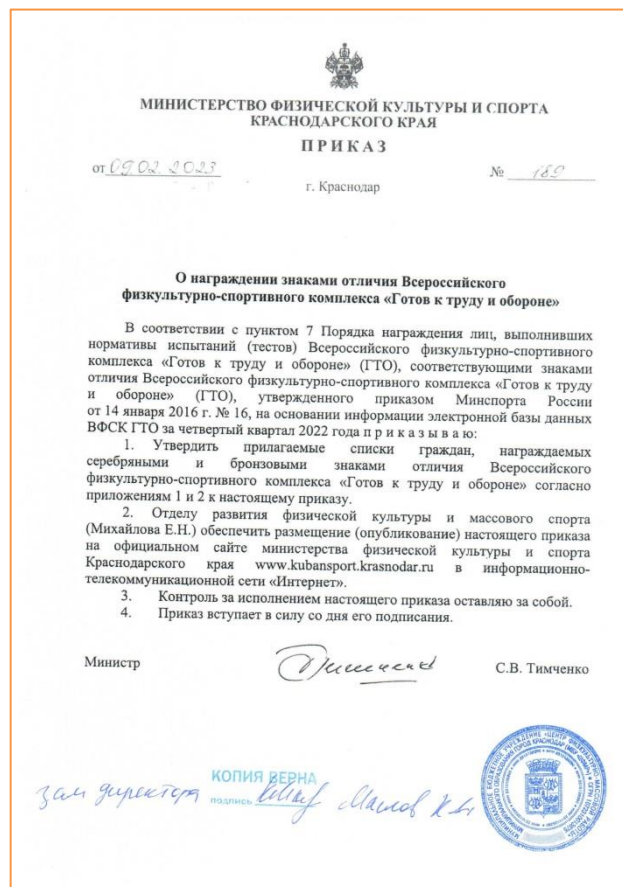 МИНИСТЕРСТВО ФИЗИЧЕСКОЙ КУЛЬТУРЫ И СПОРТА
КРАСНОДАРСКОГО КРАЯ
ПРИКАЗ
от 09.02.2023 № 189
г. Краснодар
О награждении знаками отличия Всероссийского
физкультурно-спортивного комплекса «Готов к труду и обороне»
В соответствии с пунктом 7 Порядка награждения лиц, выполнивших
нормативы испытаний (тестов) Всероссийского физкультурно-спортивного
комплекса «Готов к труду и обороне» (ГТО), соответствующими знаками
отличия Всероссийского физкультурно-спортивного комплекса «Готов к труду
и обороне» (ГТО), утвержденного приказом Минспорта России
от 14 января 2016 г. № 16, на основании информации электронной базы данных
ВФСК ГТО за четвертый квартал 2022 года п р и к а з ы в а ю:
1. Утвердить прилагаемые списки граждан, награждаемых
серебряными и бронзовыми знаками отличия Всероссийского
физкультурно-спортивного комплекса «Готов к труду и обороне» согласно
приложениям 1 и 2 к настоящему приказу.
2. Отделу развития физической культуры и массового спорта
(Михайлова Е.Н.) обеспечить размещение (опубликование) настоящего приказа
на официальном сайте министерства физической культуры и спорта
Краснодарского края www.kubansport.krasnodar.ru в информационно-
телекоммуникационной сети «Интернет».
3. Контроль за исполнением настоящего приказа оставляю за собой.
4. Приказ вступает в силу со дня его подписания.
Министр С.В. Тимченко
КОПИЯ ВЕРНА
зам директора подпись Маслов